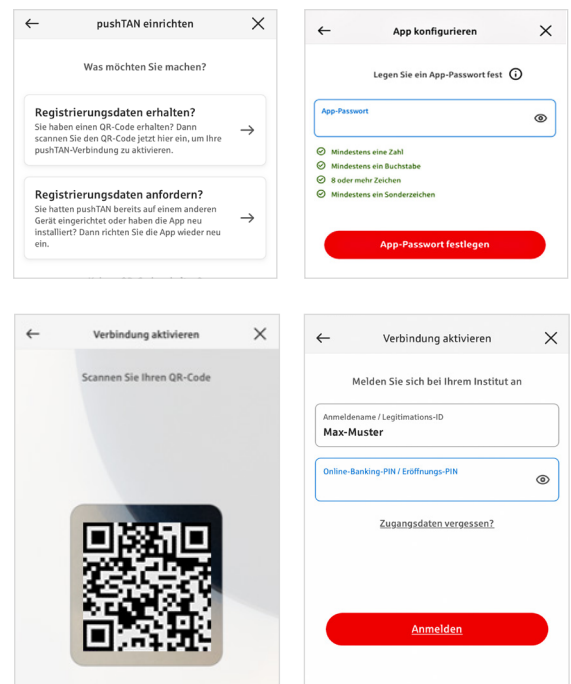 pushTAN einrichten
Was möchten Sie machen?
Registrierungsdaten erhalten?
Sie haben einen QR-Code erhalten? Dann
scannen Sie den QR-Code jetzt hier ein, um Ihre
pushTAN-Verbindung zu aktivieren.
Registrierungsdaten anfordern?
Sie hatten pushTAN bereits auf einem anderen
Gerät eingerichtet oder haben die App neu
installiert? Dann richten Sie die App wieder neu
ein.
App konfigurieren
Legen Sie ein App-Passwort fest
App-Passwort
Mindestens eine Zahl
Mindestens ein Buchstabe
8 oder mehr Zeichen
Mindestens ein Sonderzeichen
App-Passwort festlegen
Verbindung aktivieren
Scannen Sie Ihren QR-Code
Verbindung aktivieren
Melden Sie sich bei Ihrem Institut an
Anmeldename / Legitimations-ID
Max-Muster
Online-Banking-PIN / Eröffnungs-PIN
Zugangsdaten vergessen?
Anmelden